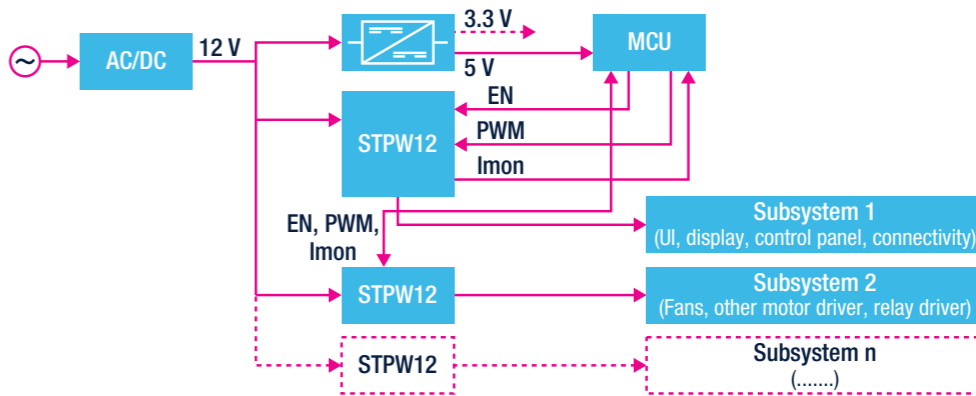 3.3 V
12 V
AC/DC
MCU
5 V
EN
PWM
STPW12
Imon
EN, PWM,
Imon
Subsystem 1
(UI, display, control panel, connectivity)
STPW12
Subsystem 2
(Fans, other motor driver, relay driver)
STPW12
Subsystem n
(.......)